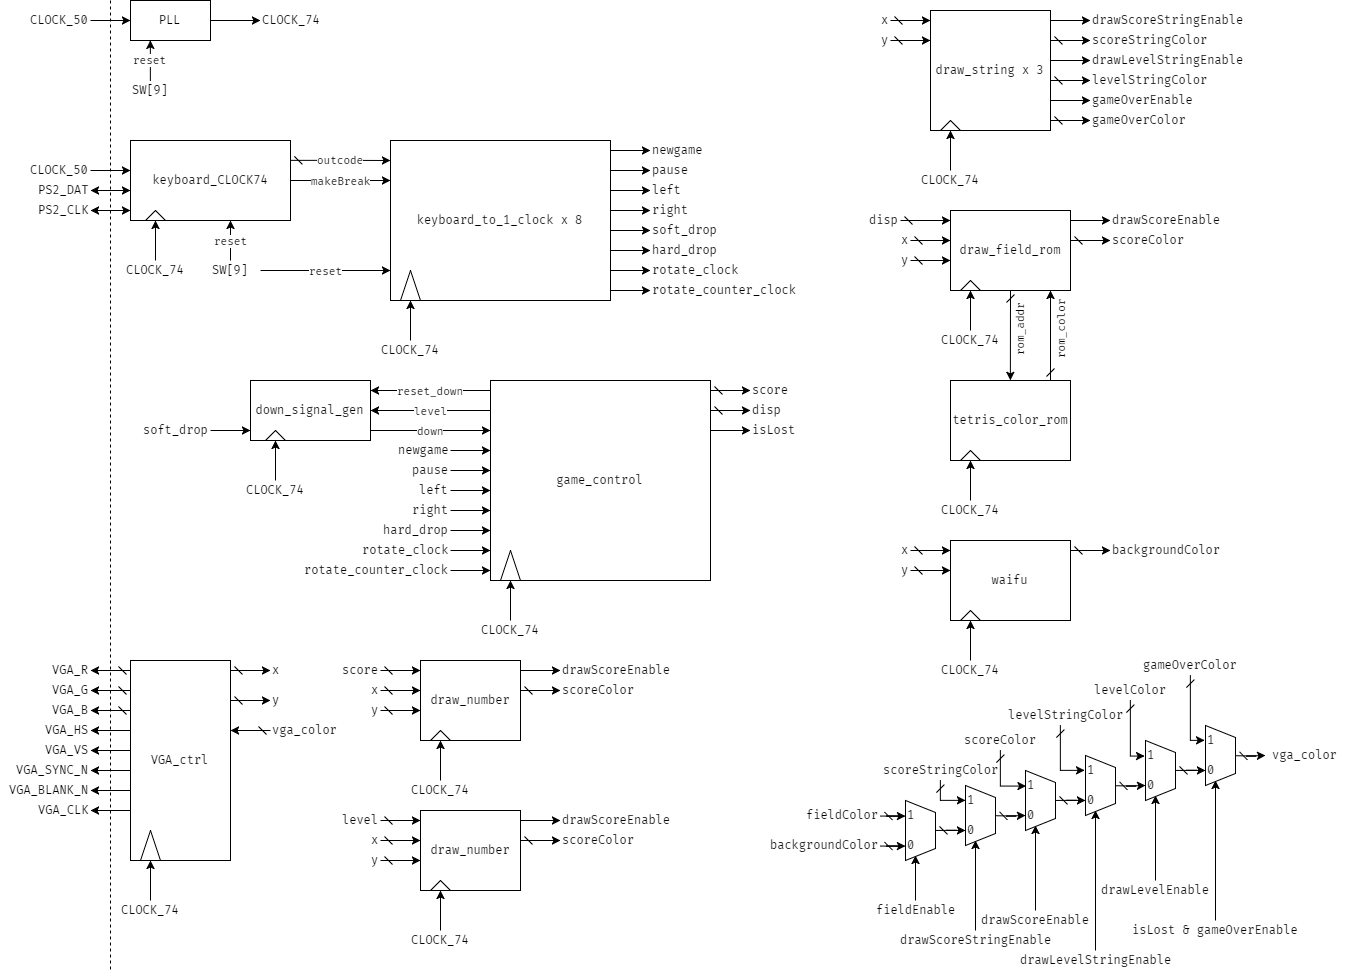 CLOCK_50
PLL
CLOCK_74
reset
SW[9]
CLOCK_50
PS2_DAT
PS2_CLK
keyboard_CLOCK74
CLOCK_74
reset
SW[9]
outcode
makeBreak
reset
keyboard_to_1_clock x 8
CLOCK_74
newgame
pause
left
right
soft_drop
hard_drop
rotate_clock
rotate_counter_clock
soft_drop
down_signal_gen
CLOCK_74
reset_down
level
down
newgame
pause
left
right
hard_drop
rotate_clock
rotate_counter_clock
game_control
CLOCK_74
score
disp
isLost
VGA_R
VGA_G
VGA_B
VGA_HS
VGA_VS
VGA_SYNC_N
VGA_BLANK_N
VGA_CLK
VGA_ctrl
x
y
vga_color
CLOCK_74
score
x
y
draw_number
drawScoreEnable
scoreColor
CLOCK_74
level
x
y
draw_number
drawScoreEnable
scoreColor
CLOCK_74
x
y
draw_string x 3
drawScoreStringEnable
scoreStringColor
drawLevelStringEnable
levelStringColor
gameOverEnable
gameOverColor
CLOCK_74
disp
x
y
draw_field_rom
drawScoreEnable
scoreColor
CLOCK_74
rom_addr
rom_color
tetris_color_rom
CLOCK_74
x
y
waifu
backgroundColor
CLOCK_74
gameOverColor
levelColor
levelStringColor
scoreColor
scoreStringColor
fieldColor
backgroundColor
1
0
1
0
1
0
1
0
1
0
1
0
vga_color
fieldEnable
drawScoreStringEnable
drawScoreEnable
drawLevelStringEnable
drawLevelEnable
isLost & gameOverEnable